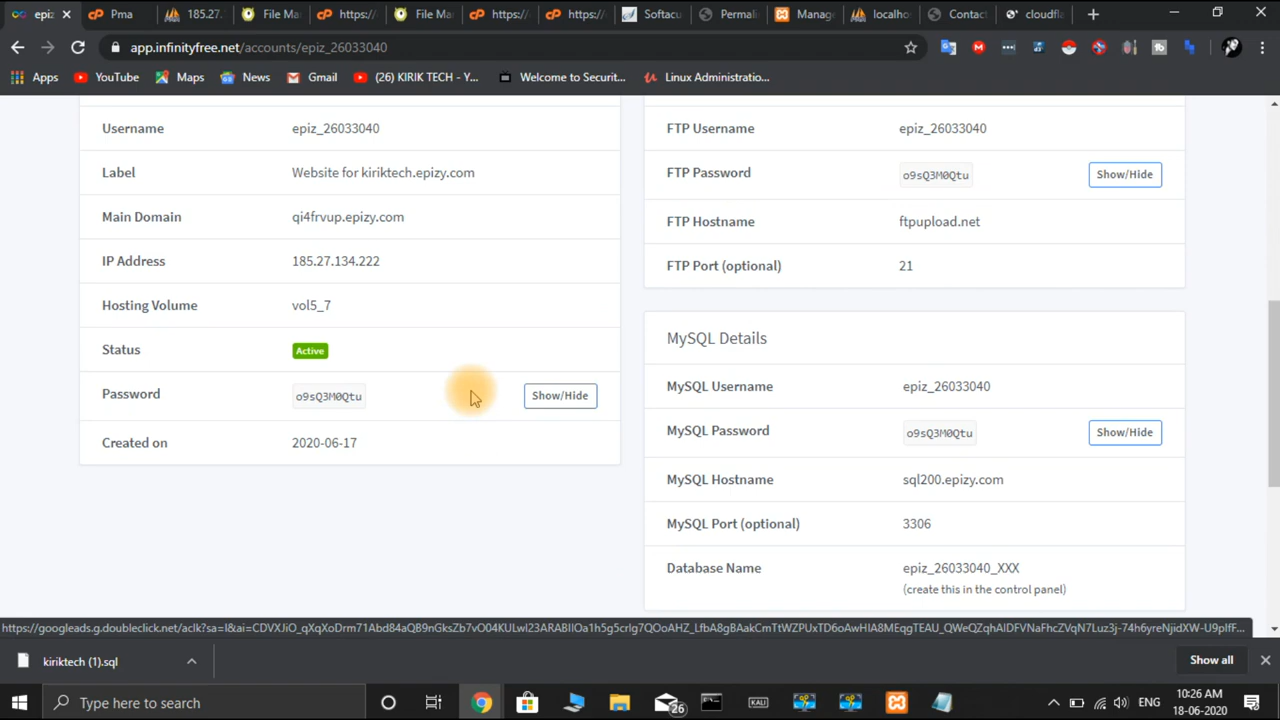 epiz
Pma
185.27.
File Ma
https:/
File Ma
https:/
https:/
Softacu
Permali
Manage
localho
Contact
cloudfl
app.infinityfree.net/accounts/epiz_26033040
Apps
YouTube
Maps
News
Gmail
(26) KIRIK TECH - Y...
Welcome to Securit...
Linux Administratio...
Username epiz_26033040
Label Website for kiriktech.epizy.com
Main Domain qi4frvup.epizy.com
IP Address 185.27.134.222
Hosting Volume vol5_7
Status Active
Password o9sQ3M0Qtu Show/Hide
Created on 2020-06-17
FTP Username epiz_26033040
FTP Password o9sQ3M0Qtu Show/Hide
FTP Hostname ftpupload.net
FTP Port (optional) 21
MySQL Details
MySQL Username epiz_26033040
MySQL Password o9sQ3M0Qtu Show/Hide
MySQL Hostname sql200.epizy.com
MySQL Port (optional) 3306
Database Name epiz_26033040_XXX
(create this in the control panel)
kiriktech (1).sql
Show all
Type here to search
26
KALI
ENG
10:26 AM
18-06-2020